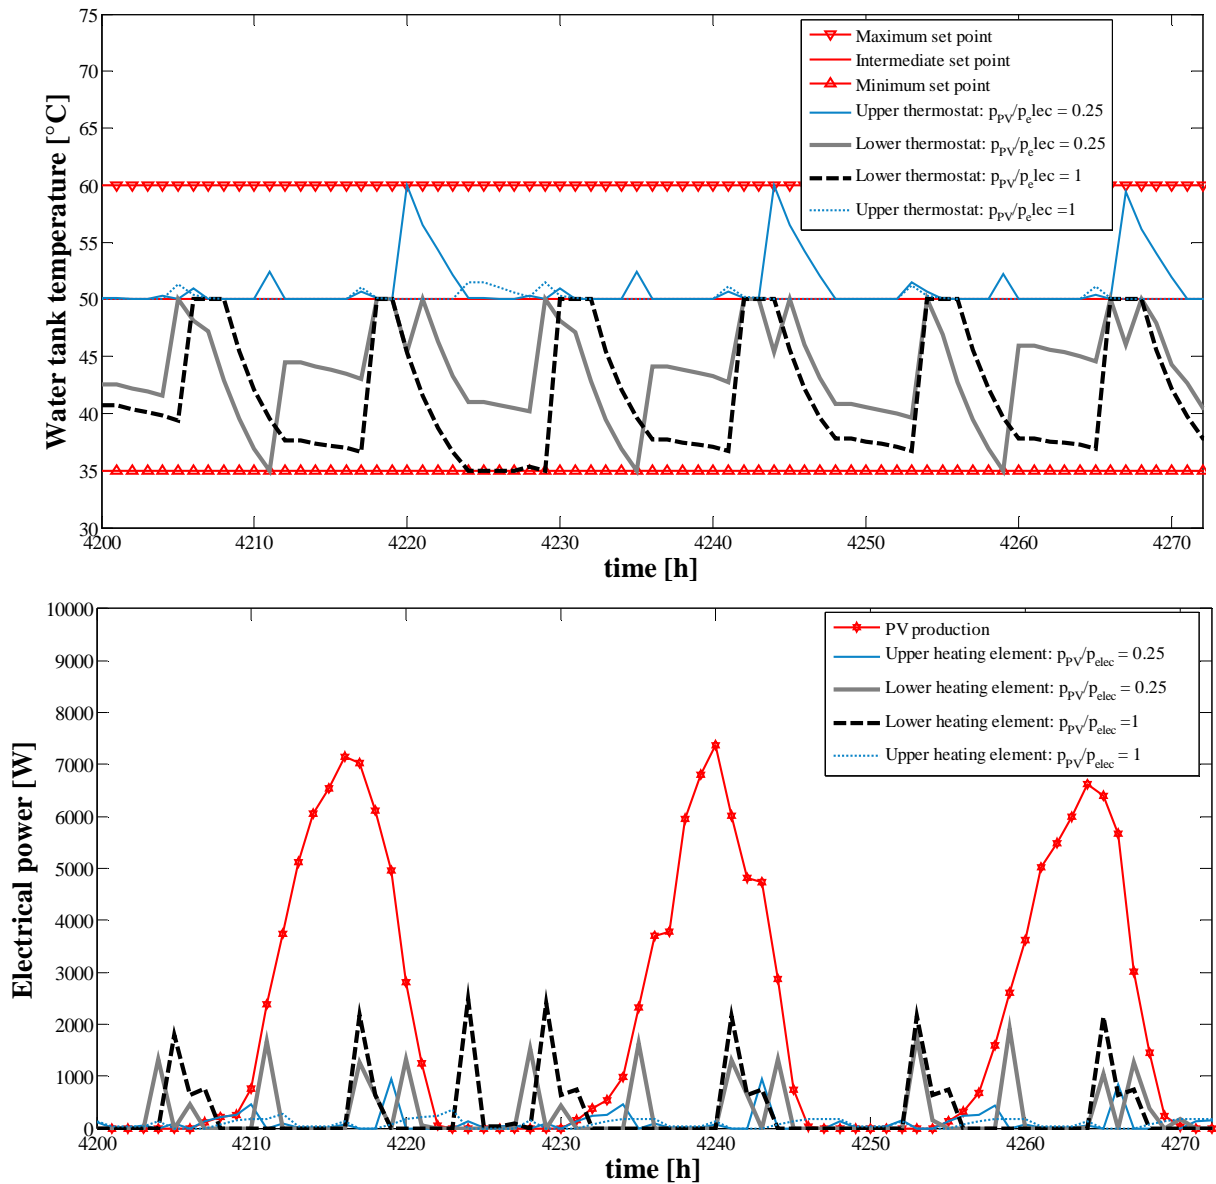 75
70
65
60
55
50
45
40
35
30
Water tank temperature [°C]
Maximum set point
Intermediate set point
Minimum set point
Upper thermostat: pPV/pelec = 0.25
Lower thermostat: pPV/pelec = 0.25
Lower thermostat: pPV/pelec = 1
Upper thermostat: pPV/pelec =1
4200 4210 4220 4230 4240 4250 4260 4270
time [h]
10000
9000
8000
7000
6000
5000
4000
3000
2000
1000
0
Electrical power [W]
PV production
Upper heating element: pPV/pelec = 0.25
Lower heating element: pPV/pelec = 0.25
Lower heating element: pPV/pelec =1
Upper heating element: pPV/pelec = 1
4200 4210 4220 4230 4240 4250 4260 4270
time [h]